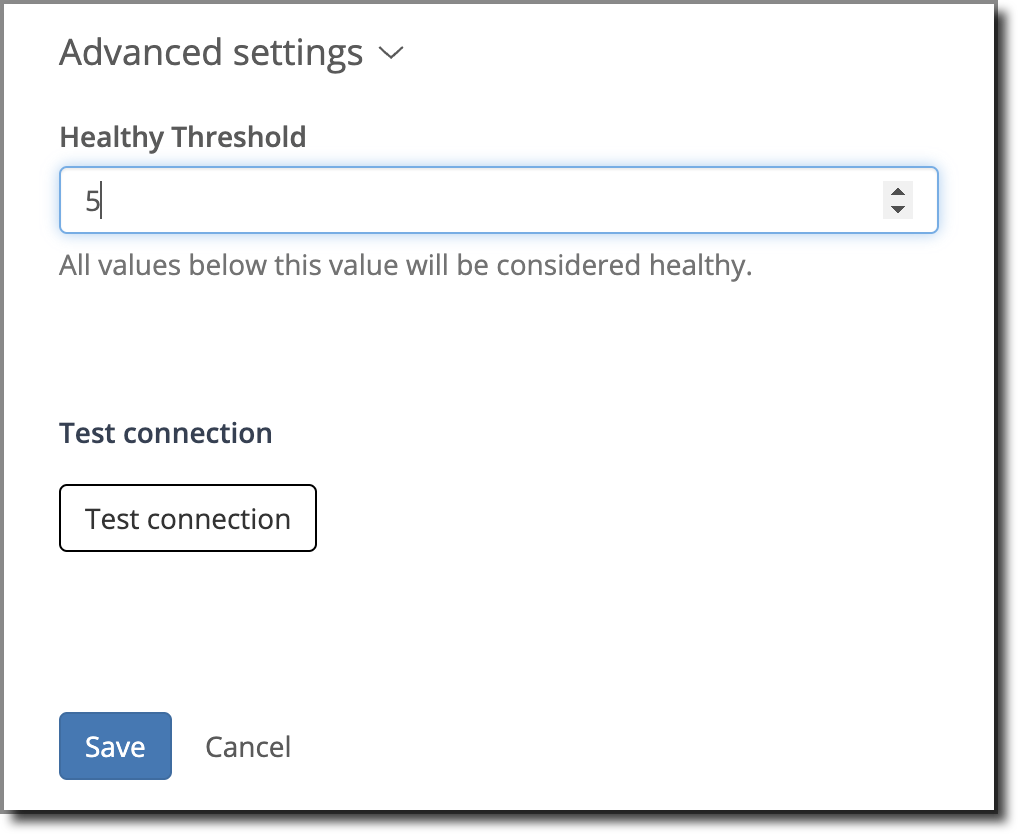 Advanced settings
Healthy Threshold
5
All values below this value will be considered healthy.
Test connection
Test connection
Save Cancel